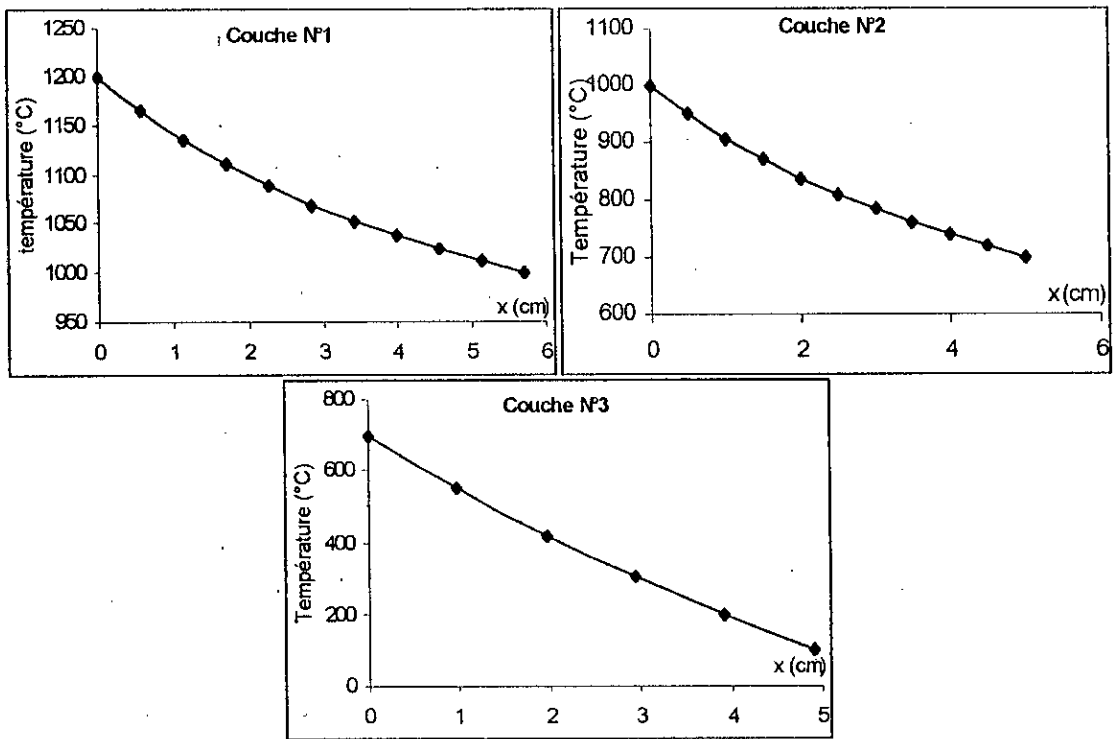 Couche N°1
température (°C)
1250
1200
1150
1100
1050
1000
950
0 1 2 3 4 5 6
x (cm)
Couche N°2
Température (°C)
1100
1000
900
800
700
600
0 2 4 6
x (cm)
Couche N°3
Température (°C)
800
600
400
200
0
0 1 2 3 4 5
x (cm)